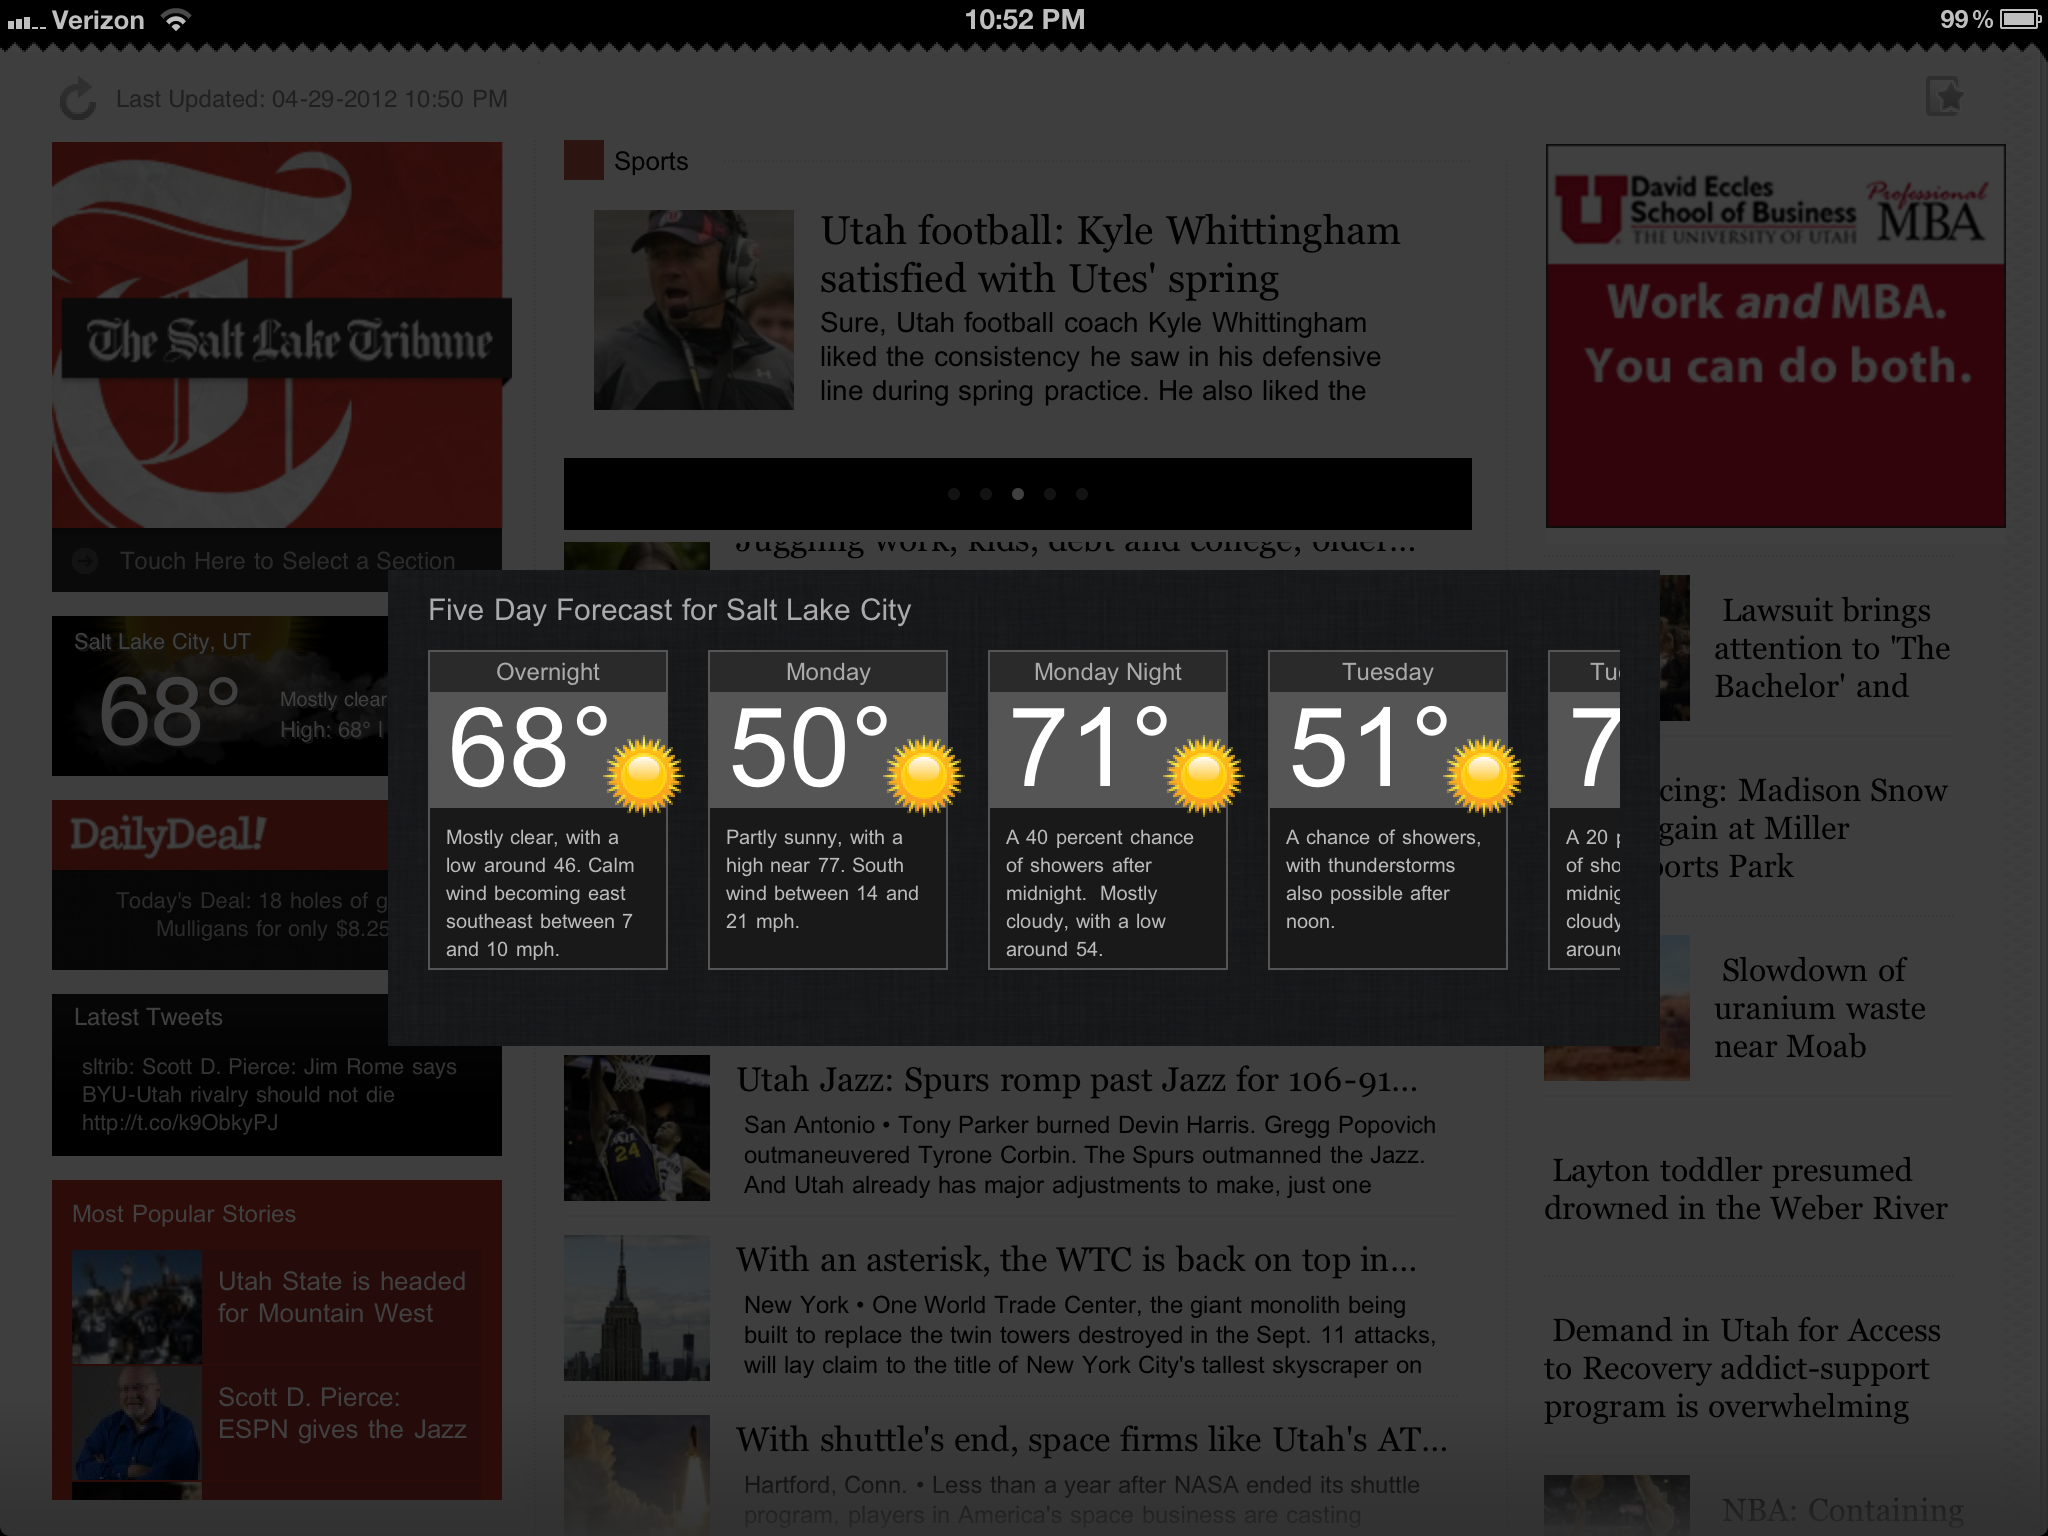 Verizon
10:52 PM
99%
Last Updated: 04-29-2012 10:50 PM
The Salt Lake Tribune
Touch Here to Select a Section
Salt Lake City, UT
68°
Mostly clear
High: 68°
DailyDeal!
Today's Deal: 18 holes of g
Mulligans for only $8.25
Latest Tweets
sltrib: Scott D. Pierce: Jim Rome says
BYU-Utah rivalry should not die
http://t.co/k9ObkyPJ
Most Popular Stories
Utah State is headed
for Mountain West
Scott D. Pierce:
ESPN gives the Jazz
Sports
Utah football: Kyle Whittingham
satisfied with Utes' spring
Sure, Utah football coach Kyle Whittingham
liked the consistency he saw in his defensive
line during spring practice. He also liked the
Juggling work, kids, debt and college, older...
Five Day Forecast for Salt Lake City
Overnight
68°
Mostly clear, with a
low around 46. Calm
wind becoming east
southeast between 7
and 10 mph.
Monday
50°
Partly sunny, with a
high near 77. South
wind between 14 and
21 mph.
Monday Night
71°
A 40 percent chance
of showers after
midnight. Mostly
cloudy, with a low
around 54.
Tuesday
51°
A chance of showers,
with thunderstorms
also possible after
noon.
Tu
7
A 20 p
of sho
midnig
cloudy
aroun
Utah Jazz: Spurs romp past Jazz for 106-91...
San Antonio • Tony Parker burned Devin Harris. Gregg Popovich
outmaneuvered Tyrone Corbin. The Spurs outmanned the Jazz.
And Utah already has major adjustments to make, just one
With an asterisk, the WTC is back on top in...
New York • One World Trade Center, the giant monolith being
built to replace the twin towers destroyed in the Sept. 11 attacks,
will lay claim to the title of New York City's tallest skyscraper on
With shuttle's end, space firms like Utah's AT...
Hartford, Conn. • Less than a year after NASA ended its shuttle
program, players in America's space business are casting
U David Eccles
School of Business
THE UNIVERSITY OF UTAH
Professional
MBA
Work and MBA.
You can do both.
Lawsuit brings
attention to 'The
Bachelor' and
cing: Madison Snow
gain at Miller
orts Park
Slowdown of
uranium waste
near Moab
Layton toddler presumed
drowned in the Weber River
Demand in Utah for Access
to Recovery addict-support
program is overwhelming
NBA: Containing